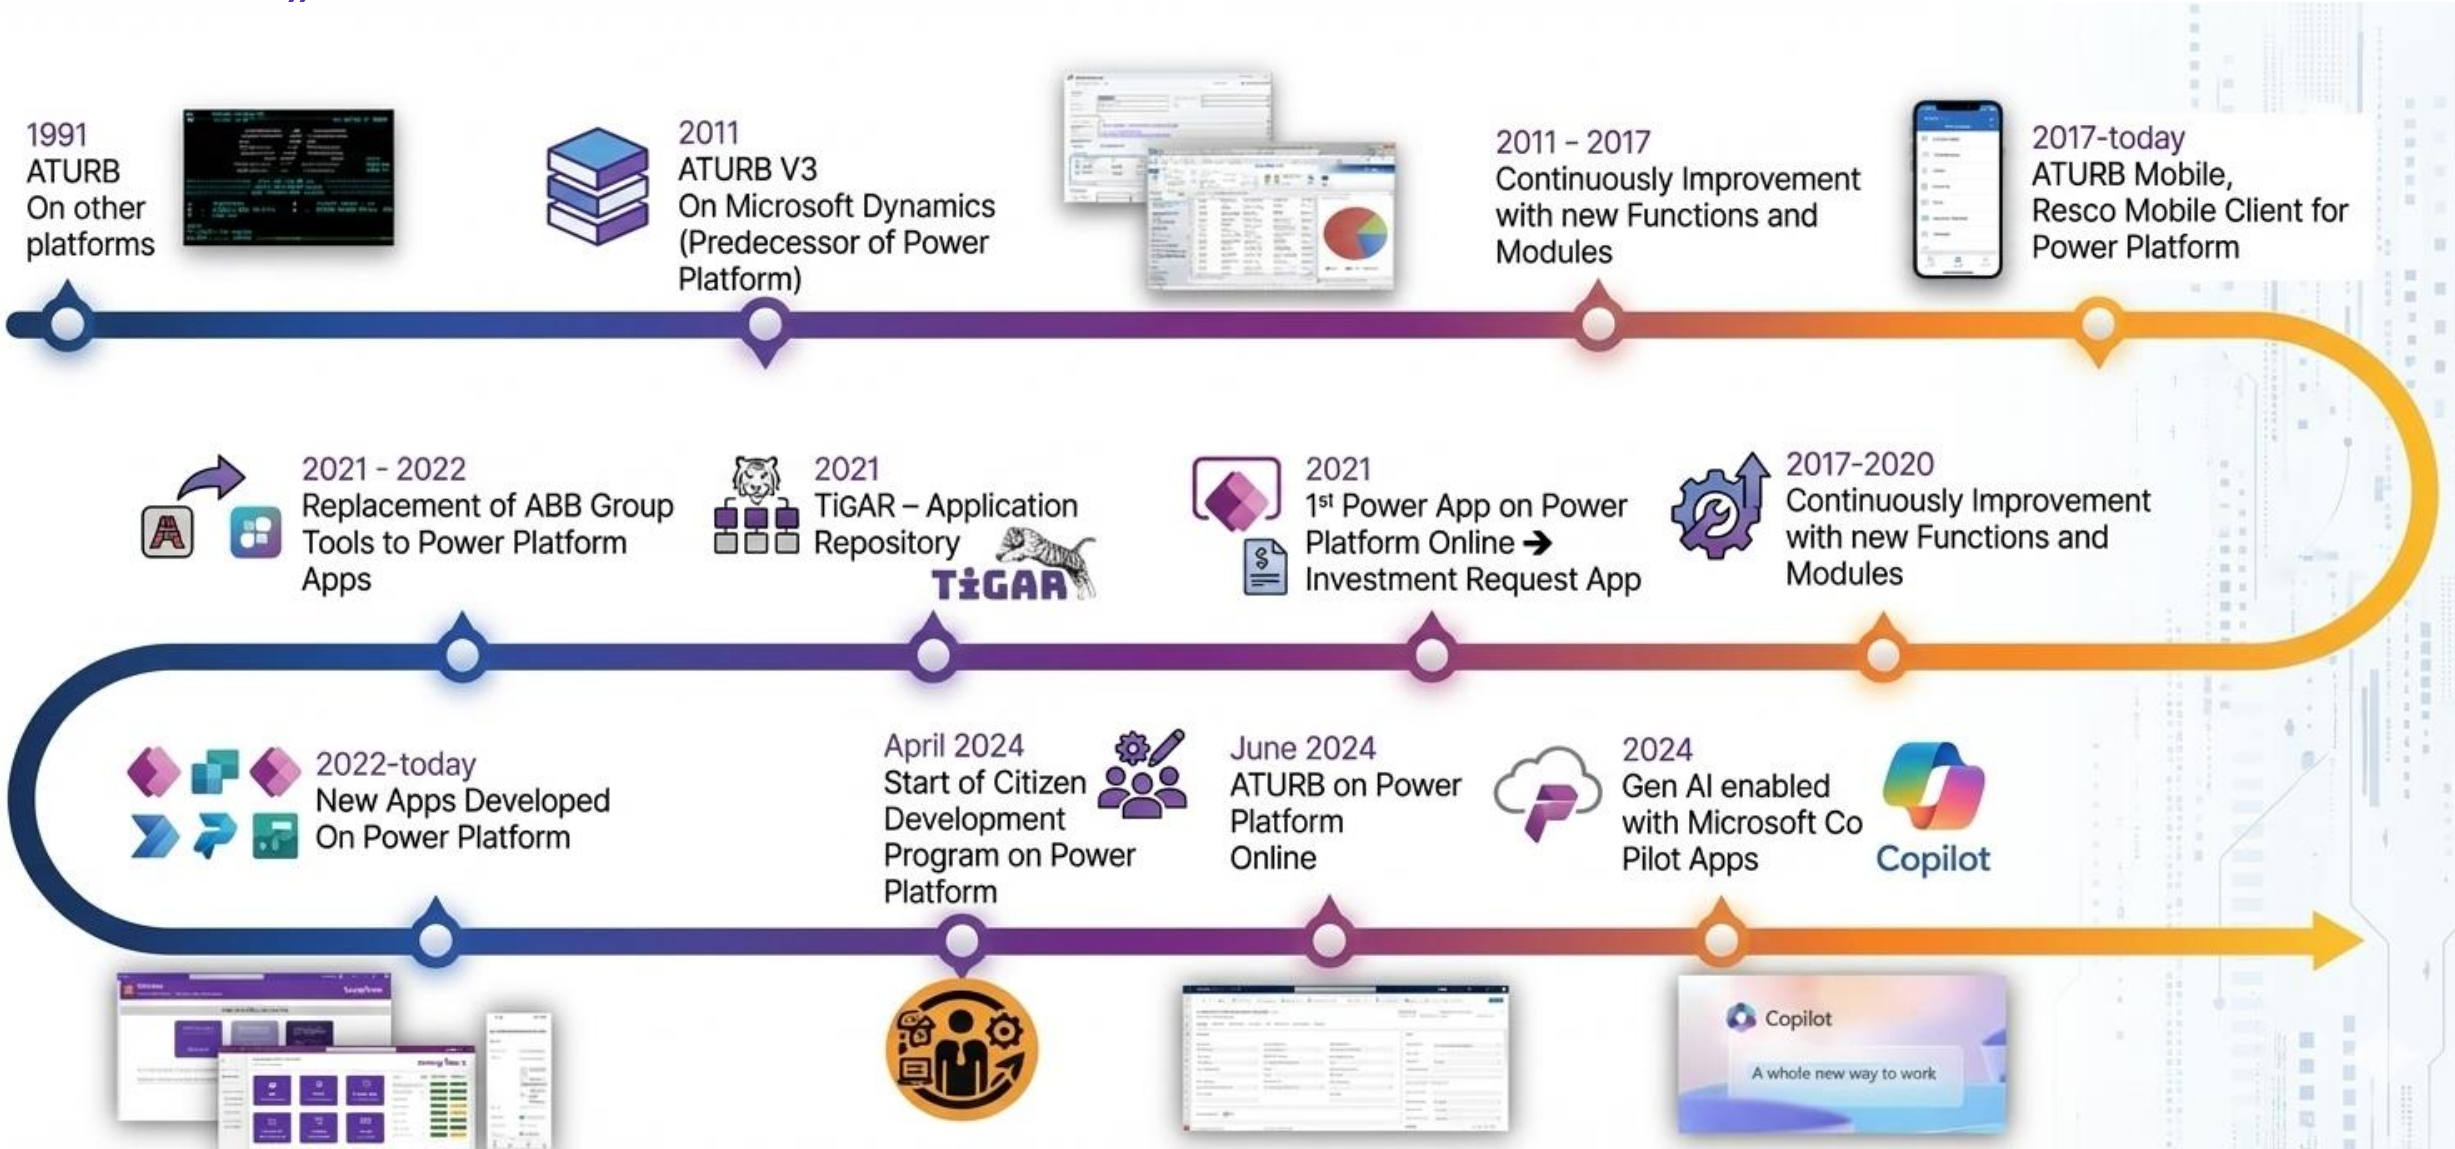 1991
ATURB
On other
platforms
2011
ATURB V3
On Microsoft Dynamics
(Predecessor of Power
Platform)
2011 – 2017
Continuously Improvement
with new Functions and
Modules
2017-today
ATURB Mobile,
Resco Mobile Client for
Power Platform
2021 - 2022
Replacement of ABB Group
Tools to Power Platform
Apps
2021
TiGAR – Application
Repository
TiGAR
2021
1st Power App on Power
Platform Online ➔
Investment Request App
2017-2020
Continuously Improvement
with new Functions and
Modules
2022-today
New Apps Developed
On Power Platform
April 2024
Start of Citizen
Development
Program on Power
Platform
June 2024
ATURB on Power
Platform
Online
2024
Gen AI enabled
with Microsoft Co
Pilot Apps
Copilot
Copilot
A whole new way to work